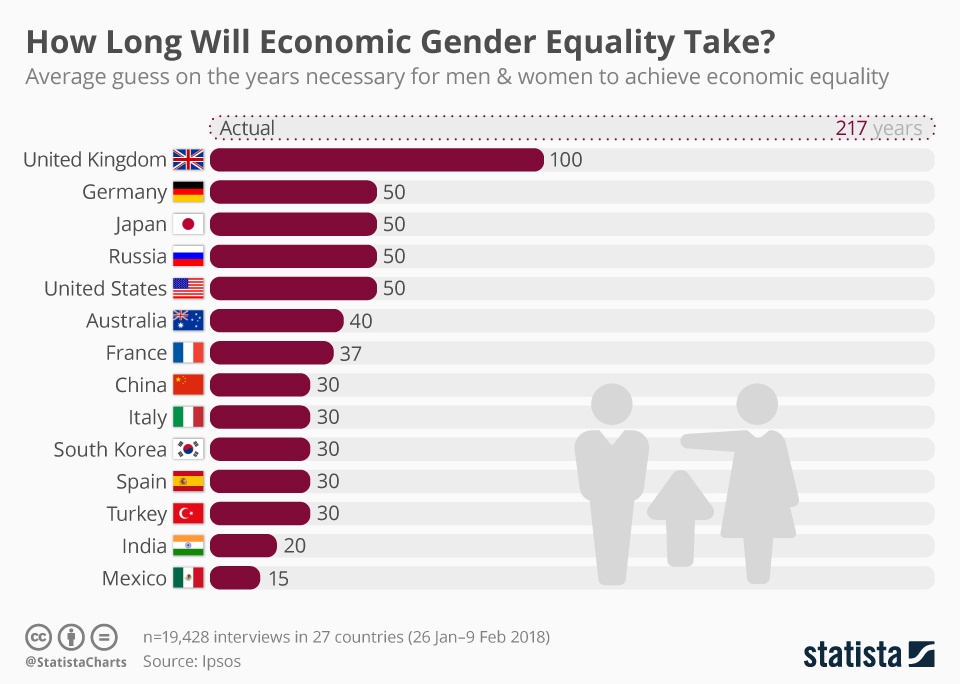 How Long Will Economic Gender Equality Take?
Average guess on the years necessary for men & women to achieve economic equality
Actual 217 years
United Kingdom 100
Germany 50
Japan 50
Russia 50
United States 50
Australia 40
France 37
China 30
Italy 30
South Korea 30
Spain 30
Turkey 30
India 20
Mexico 15
cc
@StatistaCharts
n=19,428 interviews in 27 countries (26 Jan–9 Feb 2018)
Source: Ipsos
statista